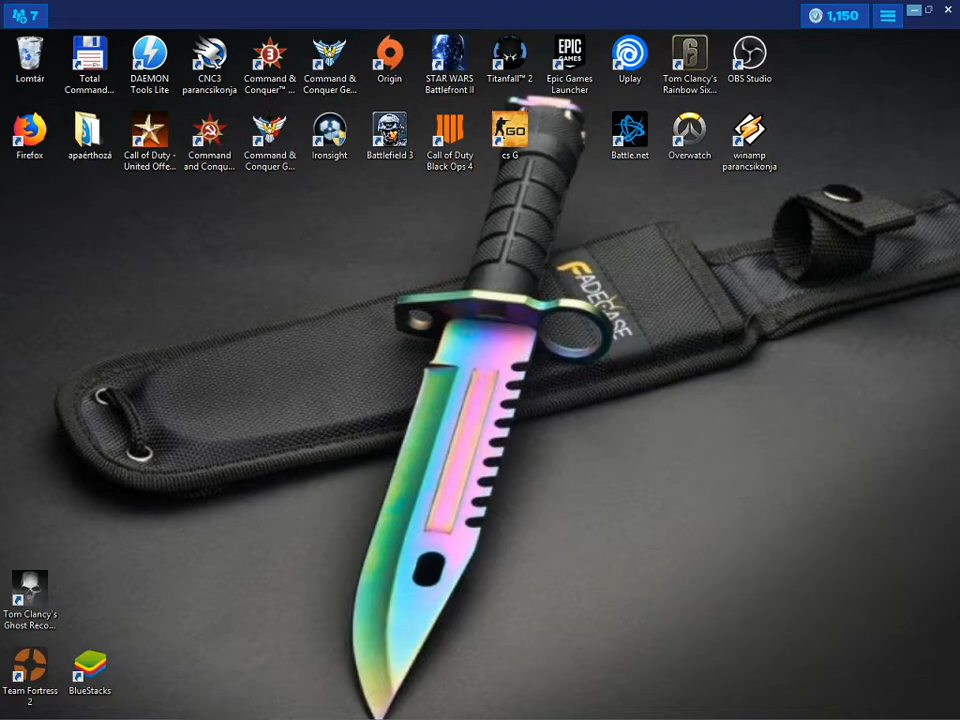 7
1,150
Lomtár
Total
Command...
DAEMON
Tools Lite
CNC3
parancsikonja
Command &
Conquer™ ...
Command &
Conquer Ge...
Origin
STAR WARS
Battlefront II
Titanfall™ 2
EPIC
GAMES
Epic Games
Launcher
Uplay
6
Tom Clancy's
Rainbow Six...
OBS Studio
Firefox
apaérthozá
Call of Duty -
United Offe...
Command
and Conqu...
Command &
Conquer G...
Ironsight
Battlefield 3
Call of Duty
Black Ops 4
GO
cs G
Battle.net
Overwatch
winamp
parancsikonja
FADECASE
Tom Clancy's
Ghost Reco...
Team Fortress
2
BlueStacks